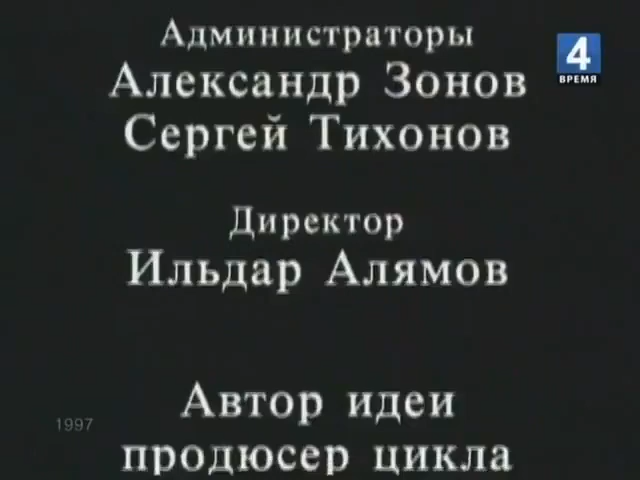 Администраторы
4
Александр Зонов
ВРЕМЯ
Сергей Тихонов
Директор
Ильдар Алямов
Автор идеи
1997
продюсер цикла